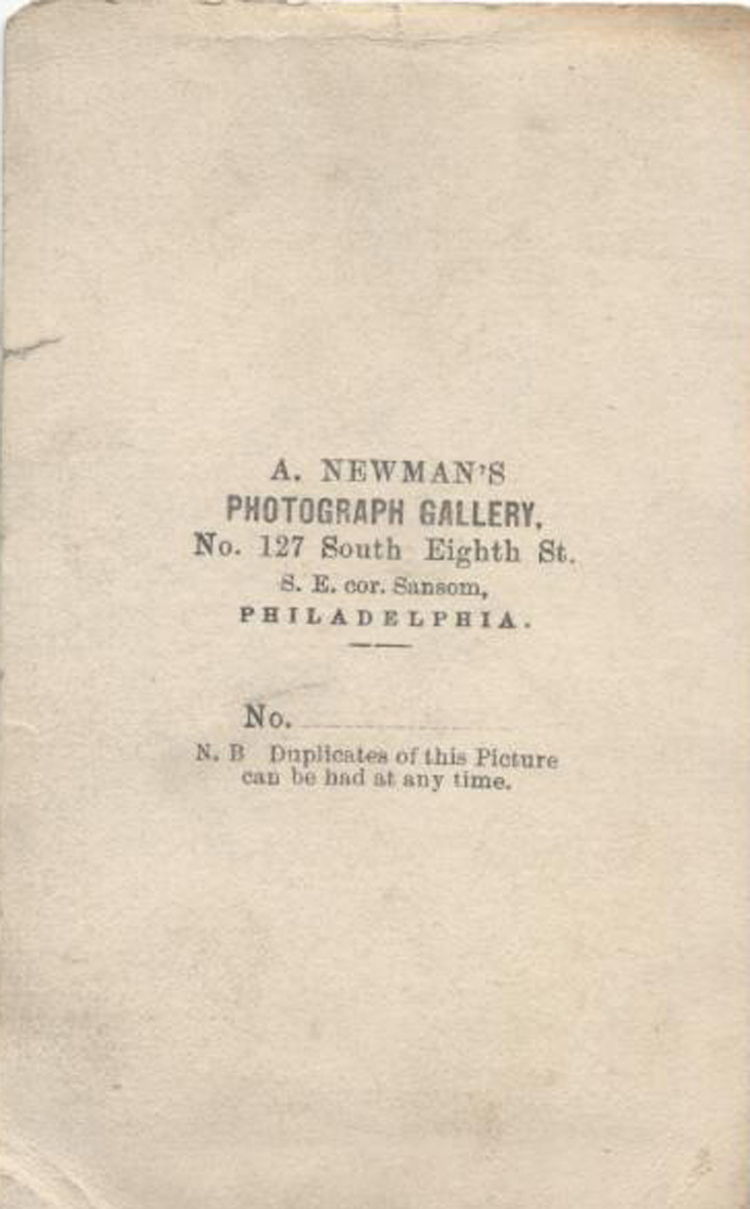 A. NEWMAN'S
PHOTOGRAPH GALLERY,
No. 127 South Eighth St.
S. E. cor. Sansom,
PHILADELPHIA.
No.
N. B Duplicates of this Picture
can be had at any time.